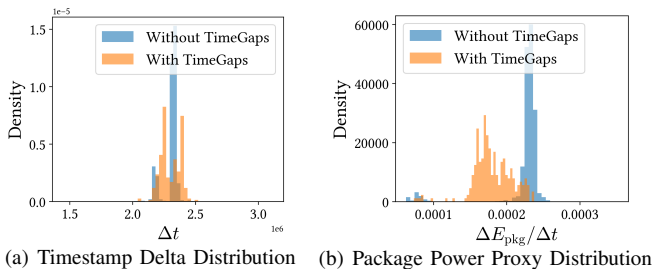 1e−5
Without TimeGaps
With TimeGaps
1.5
1.0
0.5
0.0
Density
1.5
2.0
2.5
3.0
1e6
Δt
(a) Timestamp Delta Distribution
Without TimeGaps
With TimeGaps
60000
40000
20000
0
Density
0.0001
0.0002
0.0003
ΔE_pkg/Δt
(b) Package Power Proxy Distribution